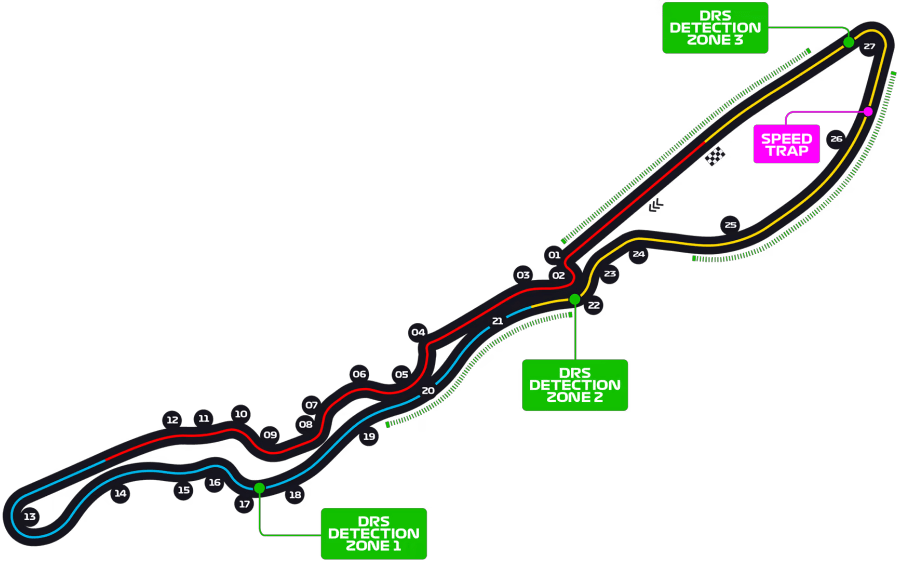 DRS
DETECTION
ZONE 3
27
SPEED
TRAP
26
25
24
23
22
01
02
03
04
21
DRS
DETECTION
ZONE 2
05
06
20
07
08
19
09
10
11
12
18
17
16
15
14
13
DRS
DETECTION
ZONE 1